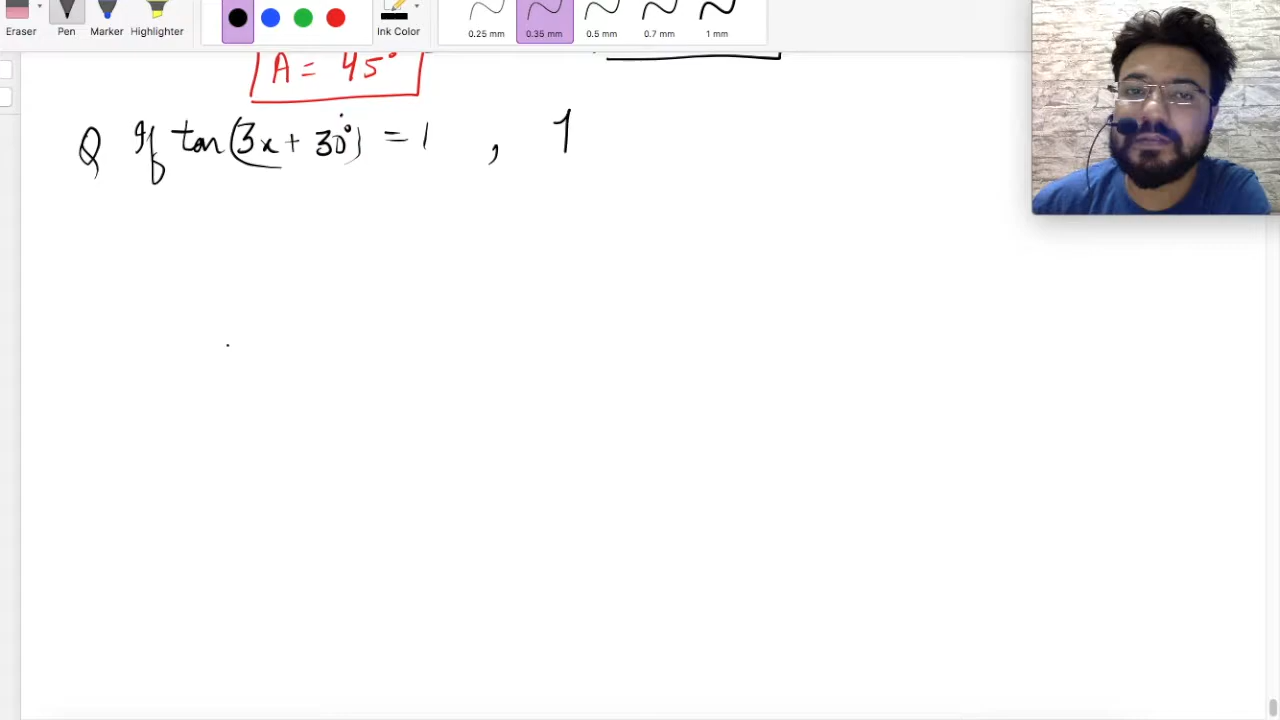 Eraser Pen Marker Highlighter Ink Color 0.25 mm 0.35 mm 0.5 mm 0.7 mm 1 mm
A = 45°
Q If tan(3x + 30°) = 1 ,